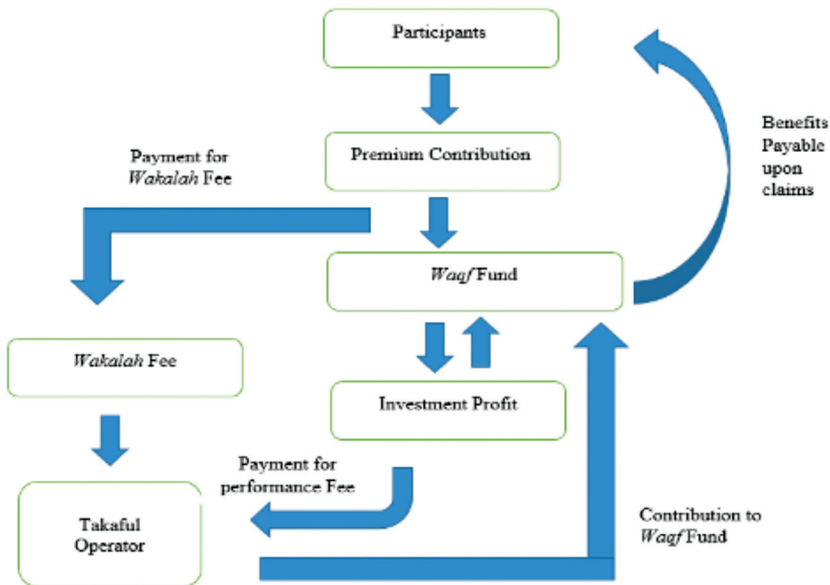 Participants
Benefits
Payable
upon
claims
Premium Contribution
Payment for
Wakalah Fee
Waqf Fund
Wakalah Fee
Investment Profit
Payment for
performance Fee
Takaful
Operator
Contribution to
Waqf Fund